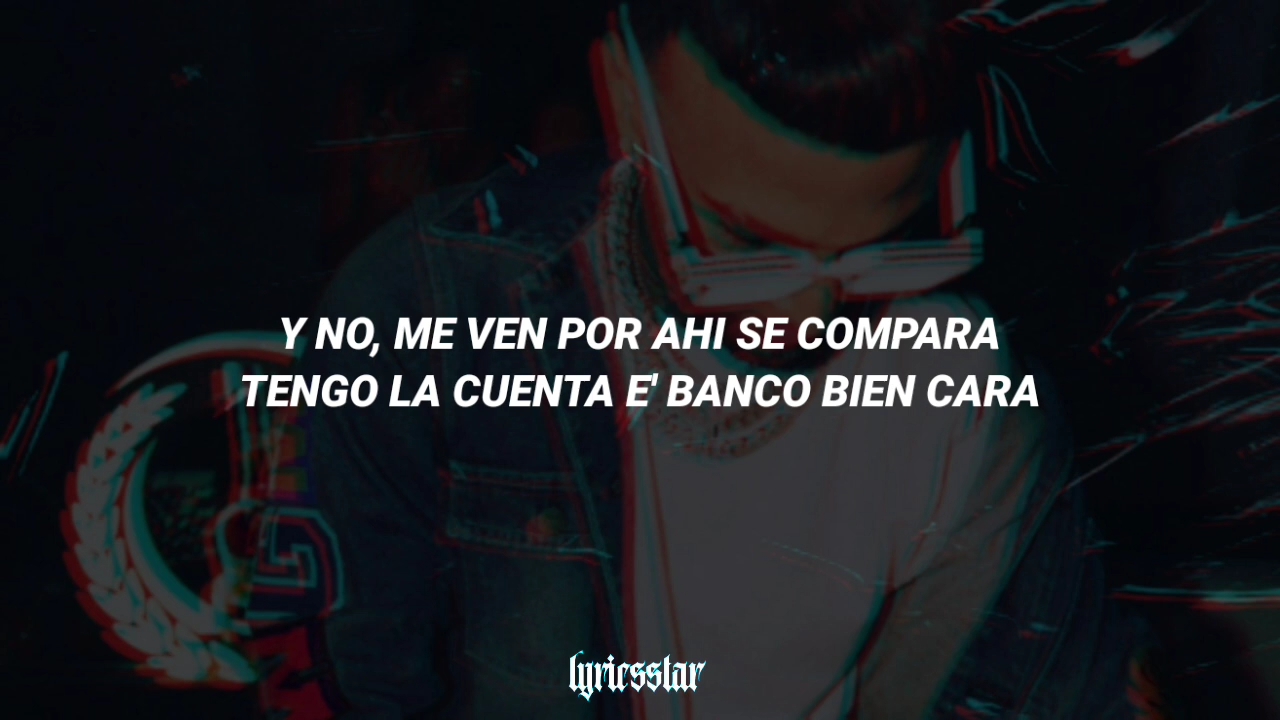 Y NO, ME VEN POR AHI SE COMPARA
TENGO LA CUENTA E' BANCO BIEN CARA
lyricsstar